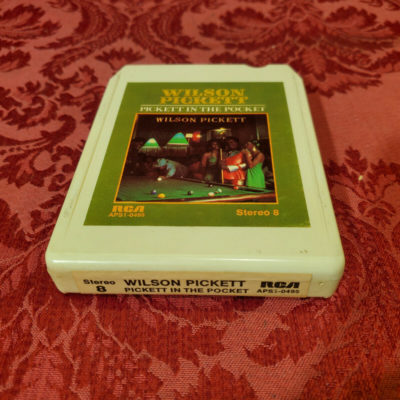 WILSON
PICKETT
PICKETT IN THE POCKET
WILSON PICKETT
RCA
APS1-0495
Stereo 8
Stereo
8
WILSON PICKETT
PICKETT IN THE POCKET
RCA
APS1-0495